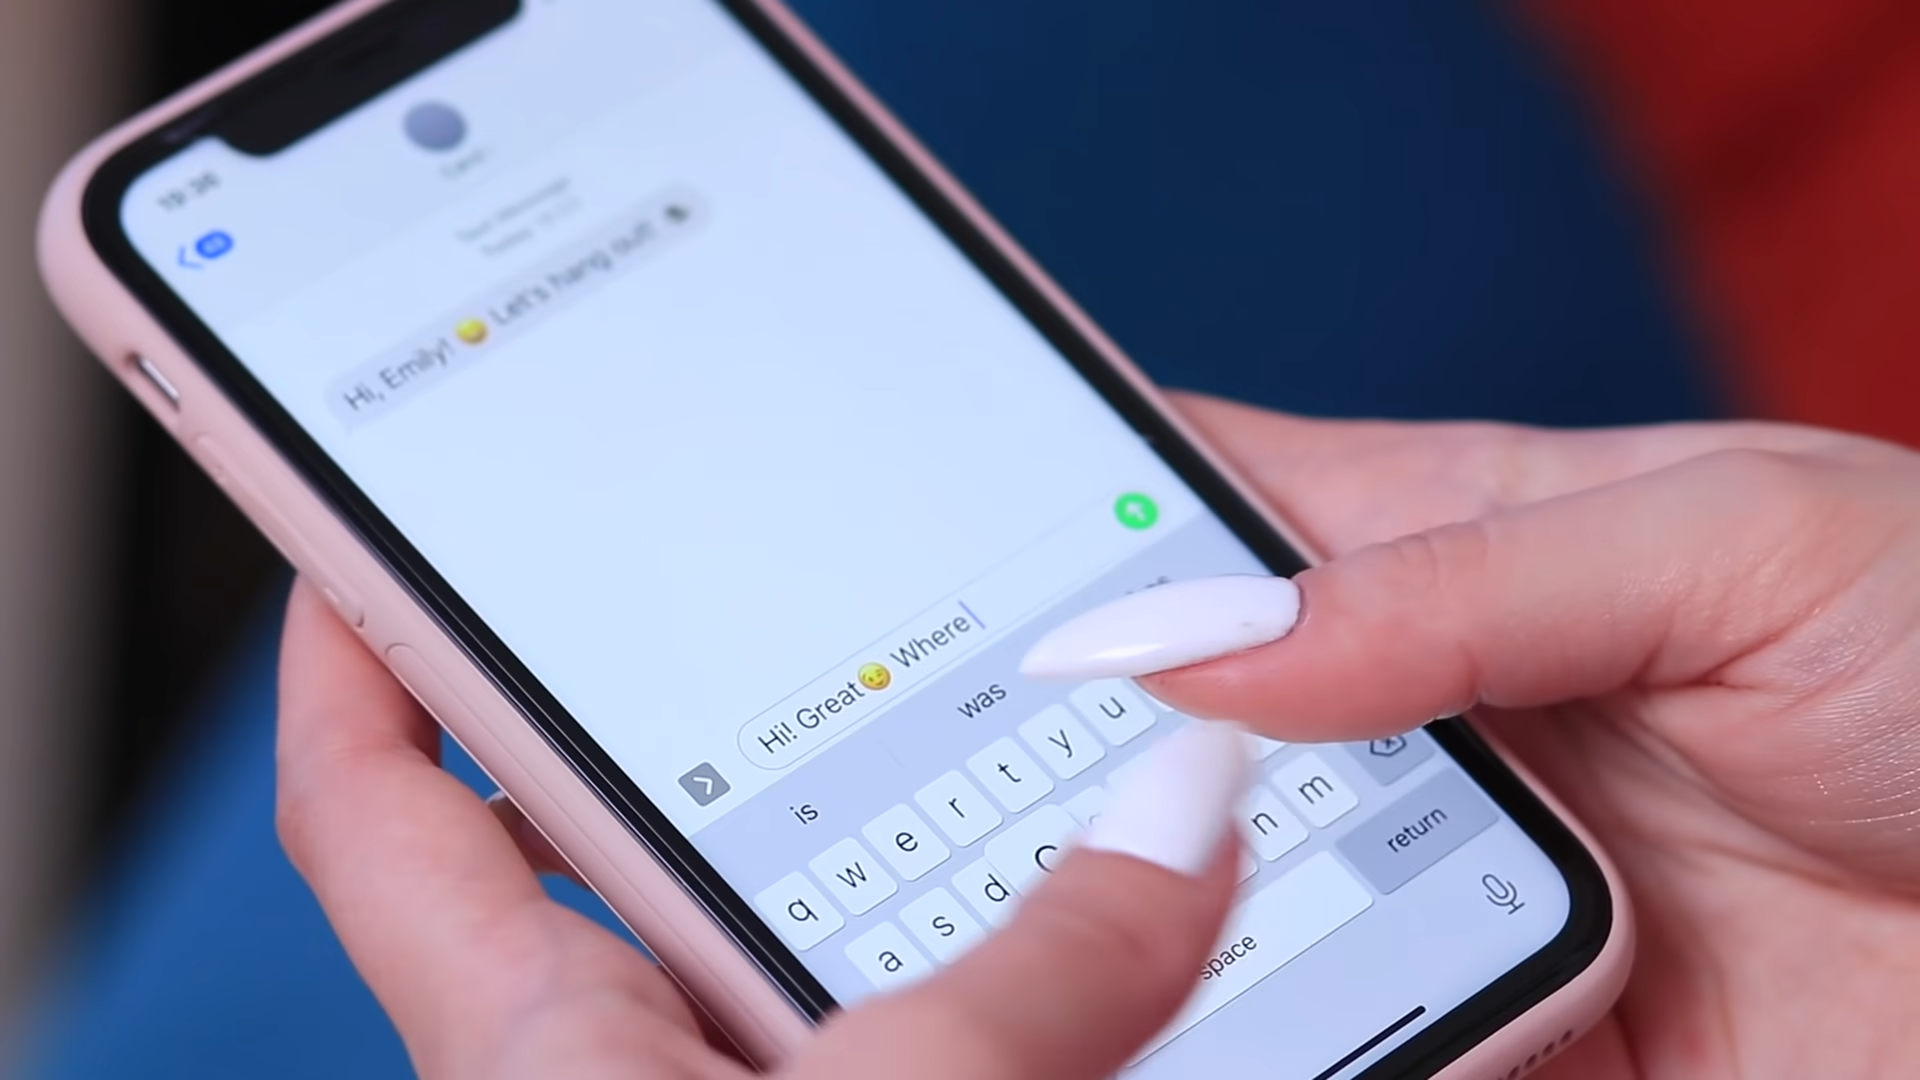 Hi, Emily! 😄 Let's hang out!
Hi! Great😉 Where
is was
q w e r t y u
a s d
n m
return
space